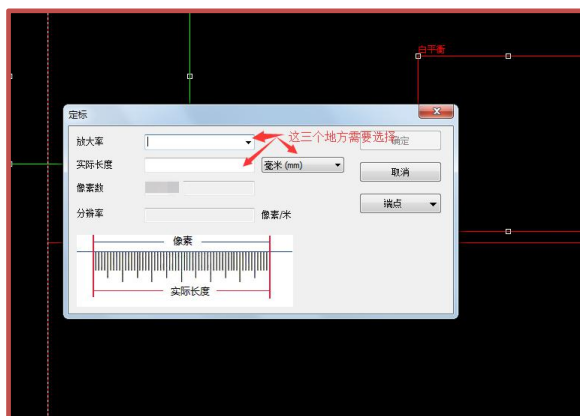 白平衡
定标
放大率
这三个地方需要选择
确定
实际长度
毫米 (mm)
取消
像素数
端点
分辨率
像素/米
像素
实际长度